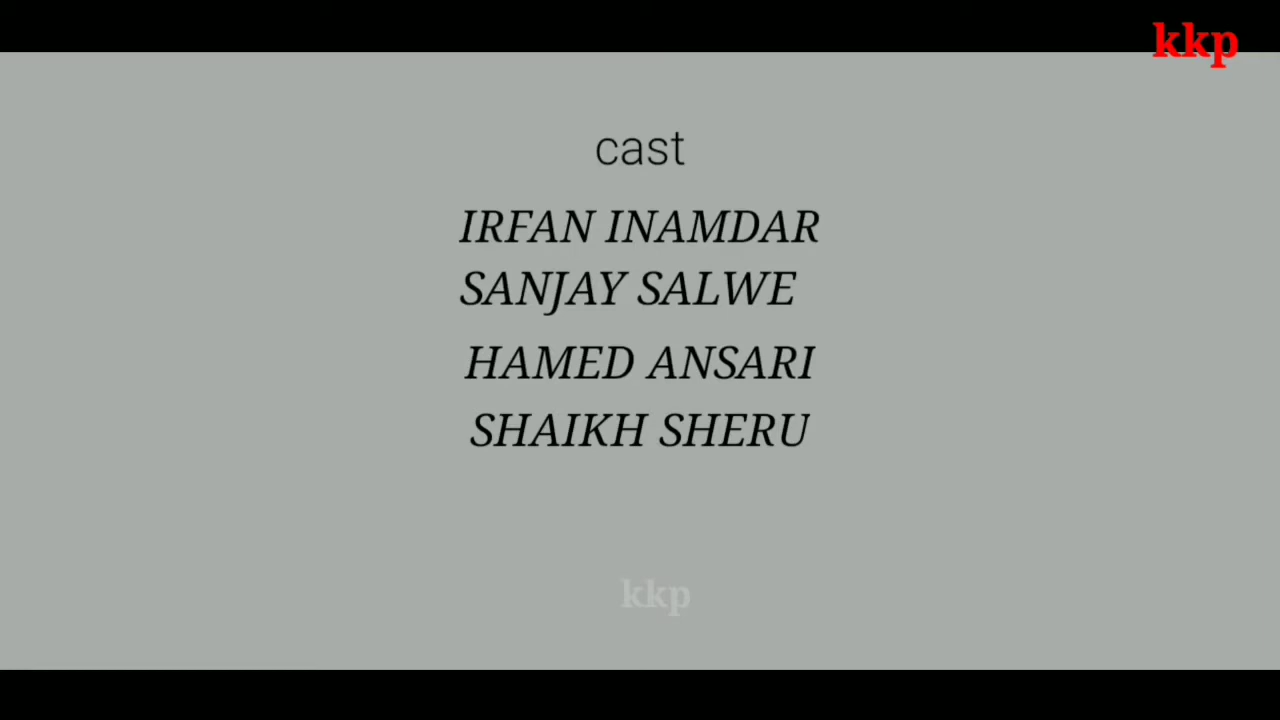 kkp
cast
IRFAN INAMDAR
SANJAY SALWE
HAMED ANSARI
SHAIKH SHERU
kkp